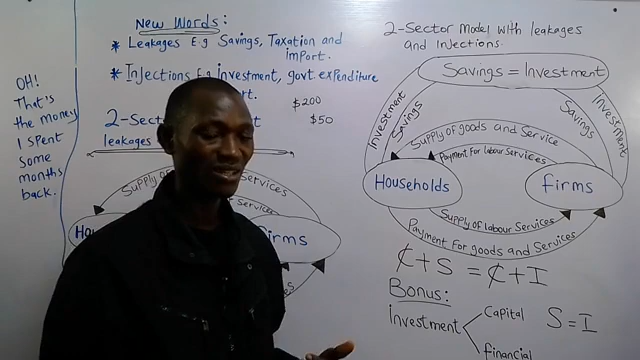 OH!
That's
the money
I spent
some
months
back.
New Words:
* Leakages E.g Savings, Taxation and
import.
* Injections E.g investment, govt. expenditure
$200
$50
2-Sector
leakages
Supply of Services
Services
Firms
2-Sector Model with leakages
and Injections
Savings = Investment
Investment
Savings
Savings
Investment
Supply of goods and Service
Payment For labour Services
Households
Firms
Supply of labour Services
Payment For goods and Services
C+S = C+I
Bonus:
Investment
Capital
S = I
Financial